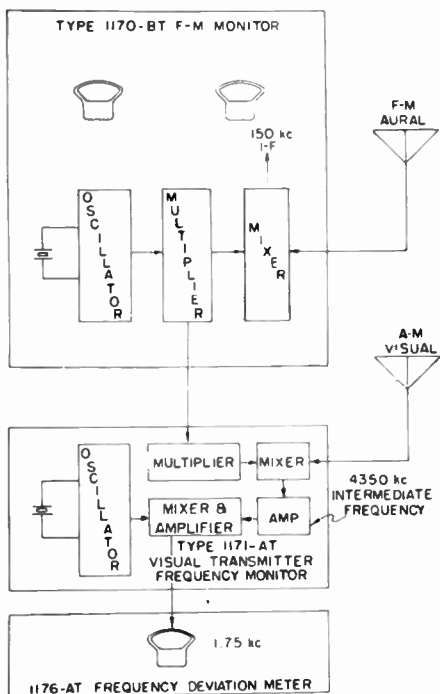 TYPE 1170-BT F-M MONITOR
150 kc
I-F
F-M
AURAL
OSCILLATOR
MULTIPLIER
MIXER
A-M
VISUAL
OSCILLATOR
MULTIPLIER
MIXER
4350 kc
INTERMEDIATE
FREQUENCY
MIXER &
AMPLIFIER
AMP
TYPE 1171-AT
VISUAL TRANSMITTER
FREQUENCY MONITOR
1.75 kc
1176-AT FREQUENCY DEVIATION METER